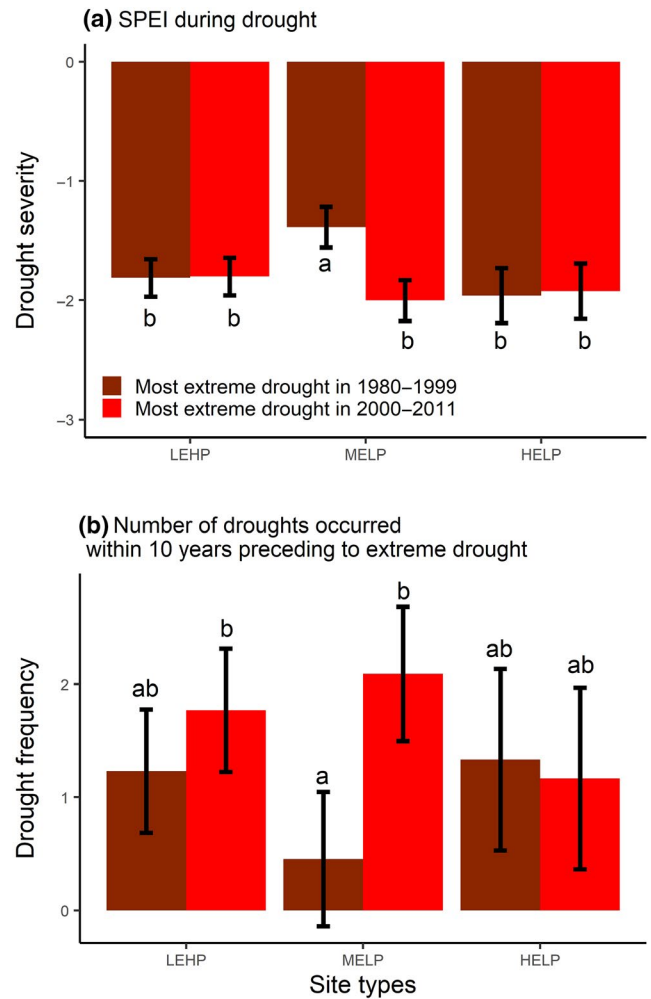 (a) SPEI during drought
Drought severity
0
−1
−2
−3
b
b
a
b
b
b
Most extreme drought in 1980−1999
Most extreme drought in 2000−2011
LEHP
MELP
HELP
(b) Number of droughts occurred
within 10 years preceding to extreme drought
Drought frequency
2
1
0
ab
b
a
b
ab
ab
LEHP
MELP
HELP
Site types